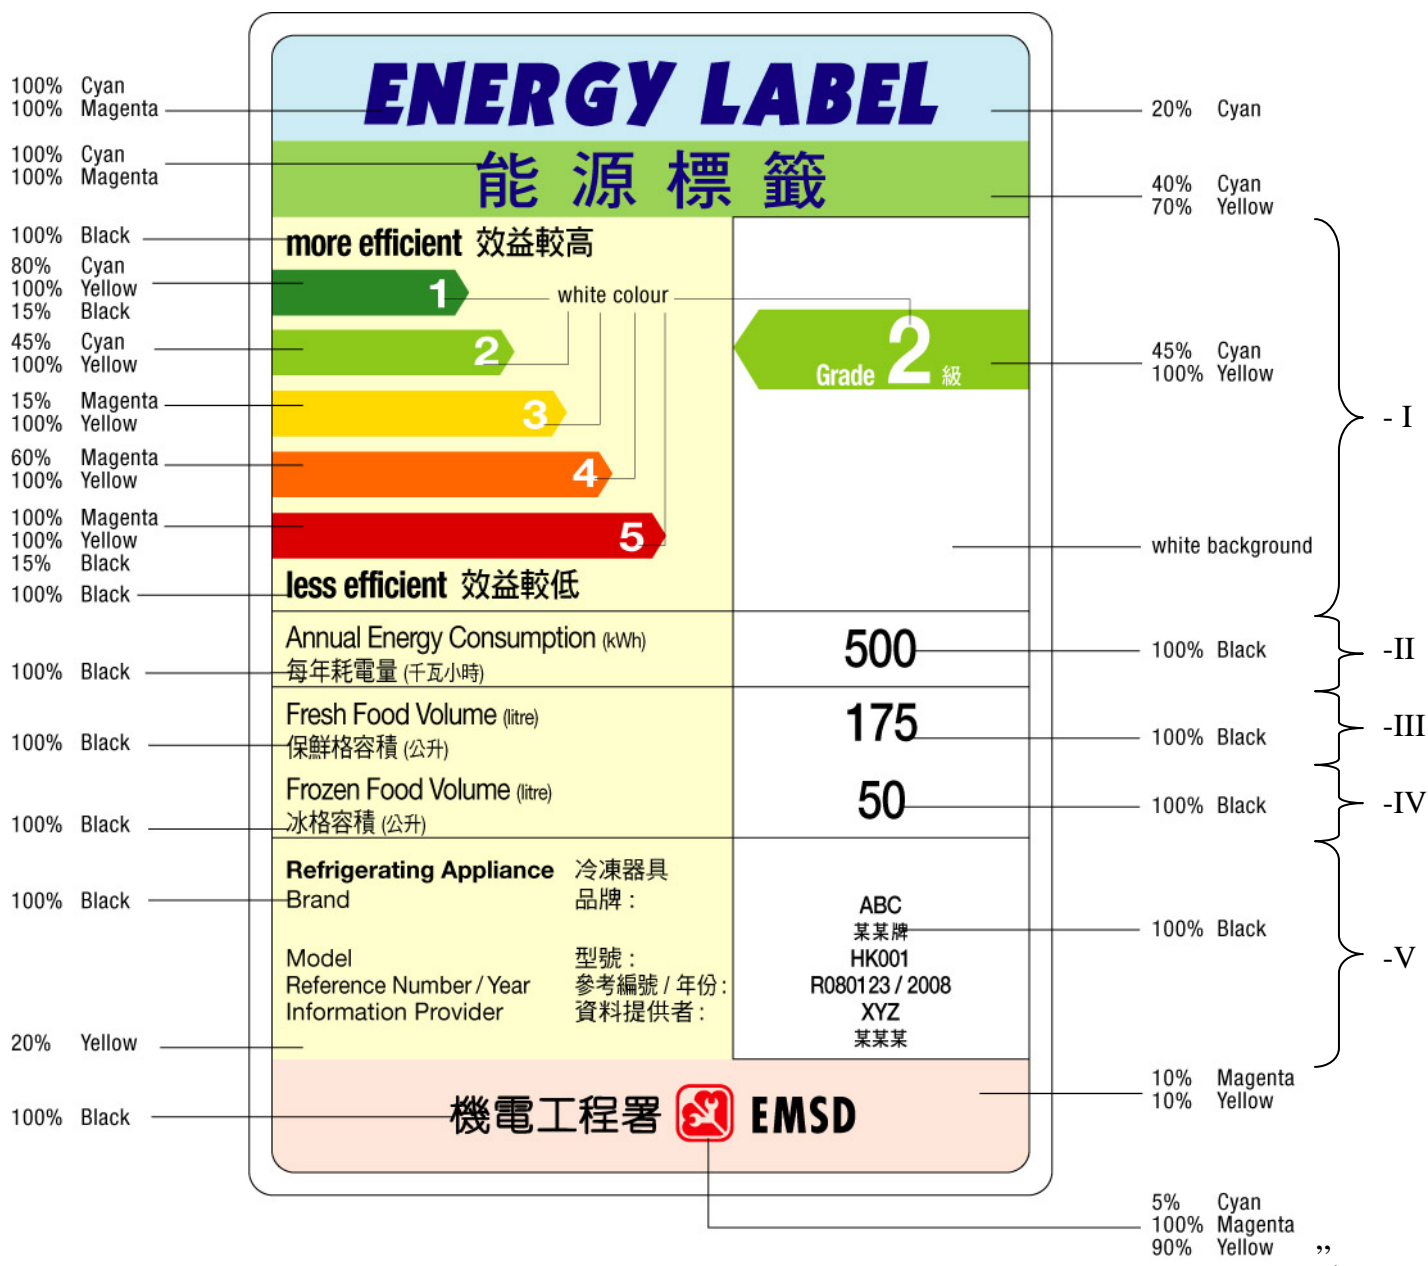 ENERGY LABEL
100% Cyan
100% Magenta
20% Cyan
能源標籤
100% Cyan
100% Magenta
40% Cyan
70% Yellow
100% Black
more efficient 效益較高
80% Cyan
100% Yellow
15% Black
1
white colour
45% Cyan
100% Yellow
2
Grade 2 級
45% Cyan
100% Yellow
15% Magenta
100% Yellow
3
- I
60% Magenta
100% Yellow
4
100% Magenta
100% Yellow
15% Black
5
white background
100% Black
less efficient 效益較低
Annual Energy Consumption (kWh)
每年耗電量 (千瓦小時)
500
100% Black
100% Black
-II
Fresh Food Volume (litre)
保鮮格容積 (公升)
175
100% Black
100% Black
-III
Frozen Food Volume (litre)
冰格容積 (公升)
50
100% Black
100% Black
-IV
Refrigerating Appliance 冷凍器具
100% Black
Brand 品牌 :
ABC
某某牌
100% Black
Model 型號 :
HK001
-V
Reference Number / Year 參考編號 / 年份 :
R080123 / 2008
Information Provider 資料提供者 :
XYZ
某某某
20% Yellow
10% Magenta
10% Yellow
100% Black
機電工程署 EMSD
5% Cyan
100% Magenta
90% Yellow ”